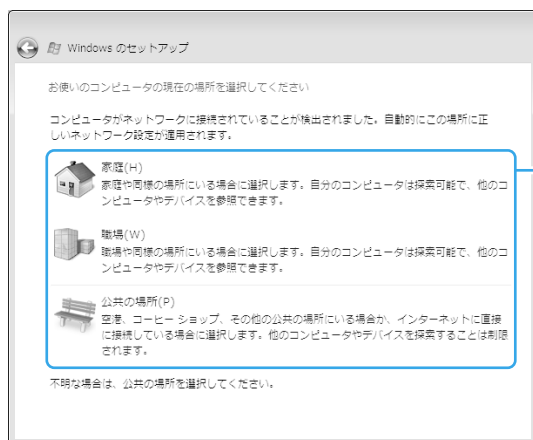 Windows のセットアップ
お使いのコンピュータの現在の場所を選択してください
コンピュータがネットワークに接続されていることが検出されました。自動的にこの場所に正
しいネットワーク設定が適用されます。
家庭(H)
家庭や同様の場所にいる場合に選択します。自分のコンピュータは探索可能で、他のコ
ンピュータやデバイスを参照できます。
職場(W)
職場や同様の場所にいる場合に選択します。自分のコンピュータは探索可能で、他のコ
ンピュータやデバイスを参照できます。
公共の場所(P)
空港、コーヒー ショップ、その他の公共の場所にいる場合か、インターネットに直接
に接続している場合に選択します。他のコンピュータやデバイスを探索することは制限
されます。
不明な場合は、公共の場所を選択してください。